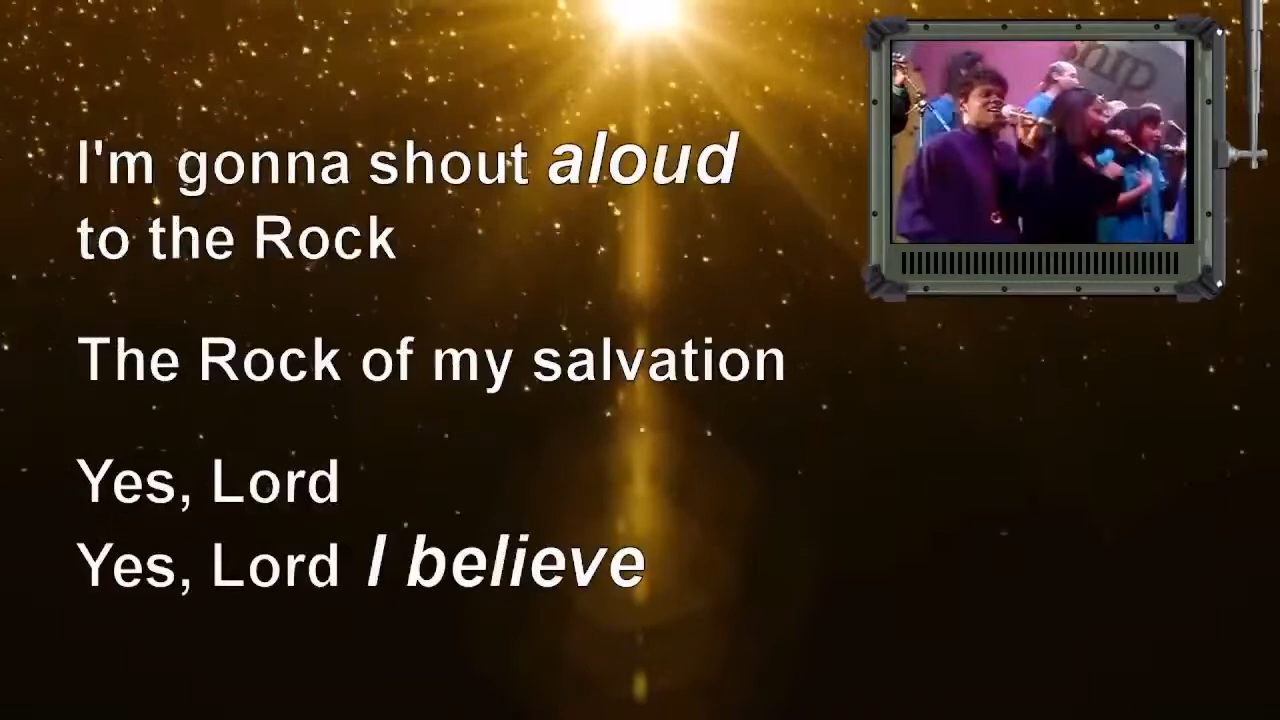 I'm gonna shout aloud
to the Rock
The Rock of my salvation
Yes, Lord
Yes, Lord I believe